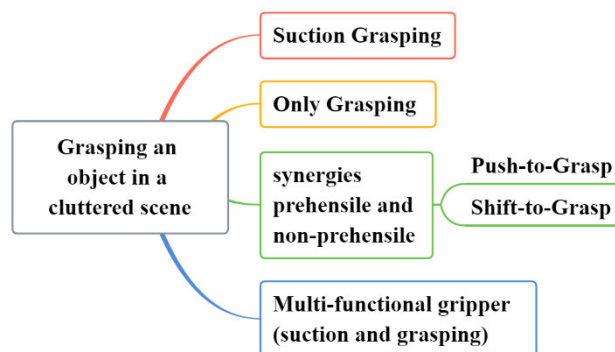 Suction Grasping
Only Grasping
Grasping an
object in a
cluttered scene
synergies
prehensile and
non-prehensile
Push-to-Grasp
Shift-to-Grasp
Multi-functional gripper
(suction and grasping)